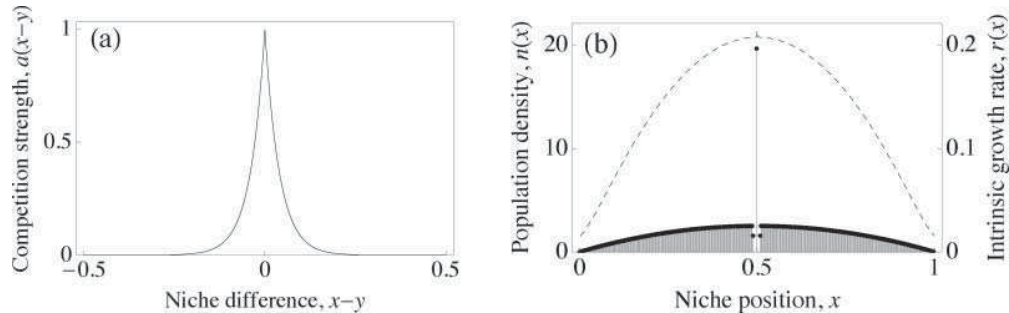 (a)
Competition strength, a(x–y)
1
0.5
0
−0.5
0
0.5
Niche difference, x–y
(b)
Population density, n(x)
20
10
0
0
0.5
1
Niche position, x
0.2
0.1
0
Intrinsic growth rate, r(x)